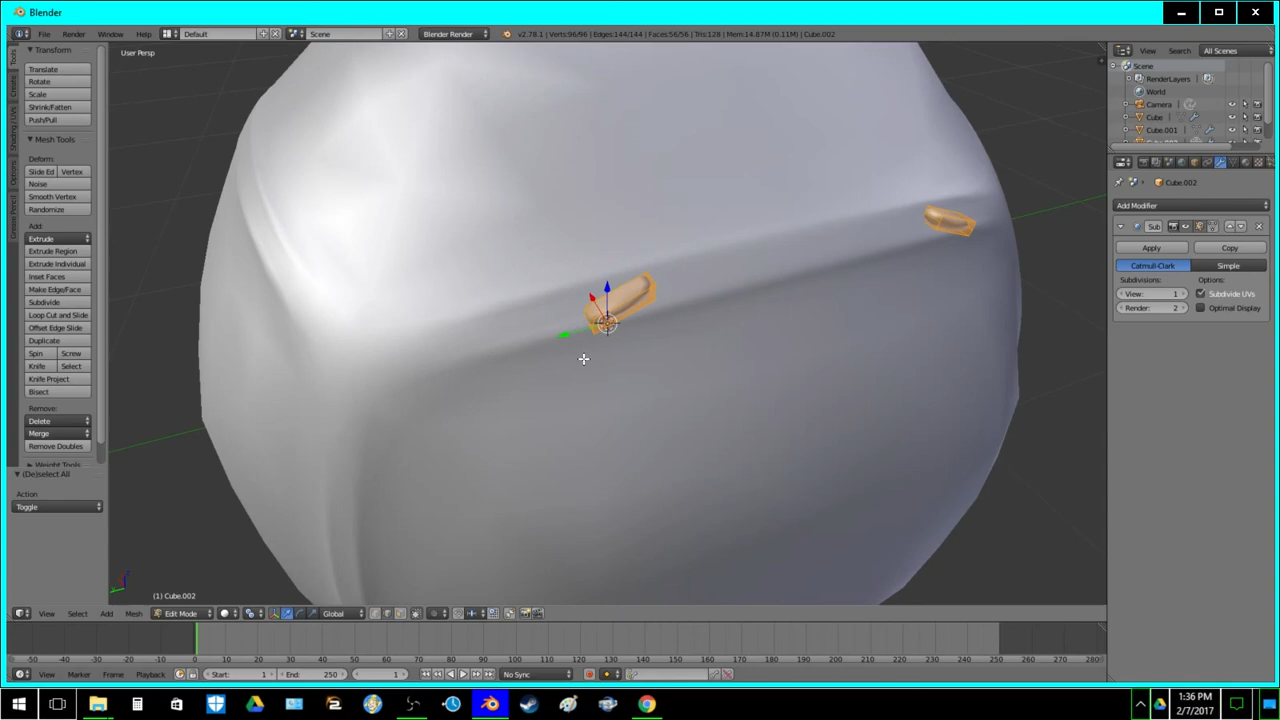 Blender
File Render Window Help Default Scene Blender Render v2.78.1 | Verts:96/96 | Edges:144/144 | Faces:56/56 | Tris:128 | Mem:14.87M (0.11M) | Cube.002
Transform
Translate
Rotate
Scale
Shrink/Fatten
Push/Pull
Mesh Tools
Deform:
Slide Ed Vertex
Noise
Smooth Vertex
Randomize
Add:
Extrude
Extrude Region
Extrude Individual
Inset Faces
Make Edge/Face
Subdivide
Loop Cut and Slide
Offset Edge Slide
Duplicate
Spin Screw
Knife Select
Knife Project
Bisect
Remove:
Delete
Merge
Remove Doubles
Weight Tools
(De)select All
Action
Toggle
Tools
Create
Shading / UVs
Options
Grease Pencil
User Persp
(1) Cube.002
View Select Add Mesh Edit Mode Global
View Search All Scenes
Scene
RenderLayers
World
Camera
Cube
Cube.001
Cube.002
Add Modifier
Sub
Apply Copy
Catmull-Clark Simple
Subdivisions: Options:
View: 1 Subdivide UVs
Render: 2 Optimal Display
-50 -40 -30 -20 -10 0 10 20 30 40 50 60 70 80 90 100 110 120 130 140 150 160 170 180 190 200 210 220 230 240 250 260 270 280
View Marker Frame Playback Start: 1 End: 250 1 No Sync
1:36 PM
2/7/2017